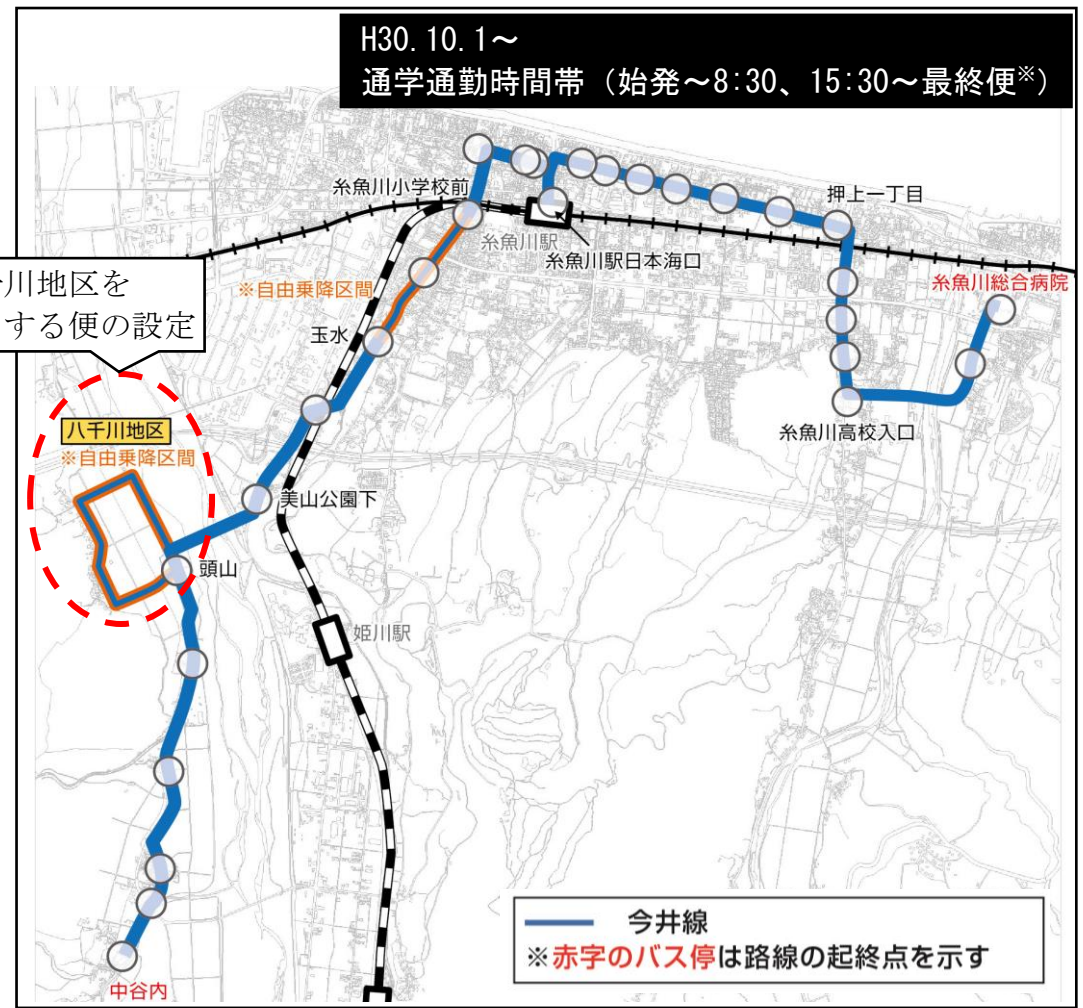 H30.10.1～
通学通勤時間帯（始発～8:30、15:30～最終便※）
糸魚川小学校前
押上一丁目
糸魚川駅
糸魚川駅日本海口
糸魚川総合病院
川地区を
する便の設定
※自由乗降区間
玉水
八千川地区
※自由乗降区間
糸魚川高校入口
美山公園下
頭山
姫川駅
今井線
※赤字のバス停は路線の起終点を示す
中谷内